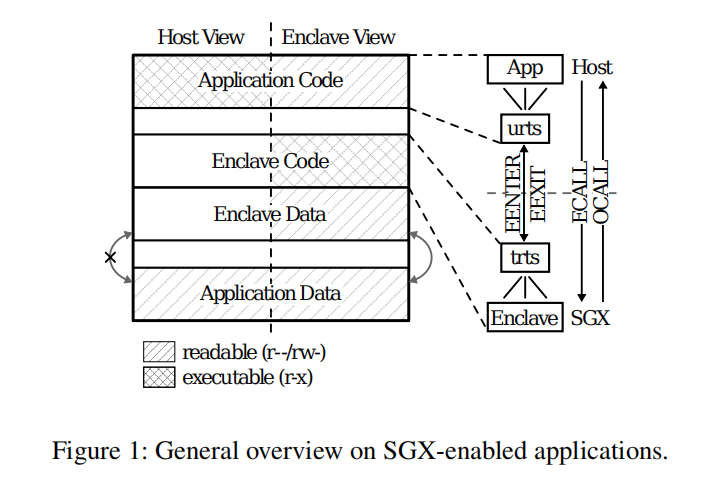 Host View
Enclave View
Application Code
Enclave Code
Enclave Data
Application Data
readable (r--/rw-)
executable (r-x)
App
Host
urts
EENTER
EEXIT
ECALL
OCALL
trts
Enclave
SGX
Figure 1: General overview on SGX-enabled applications.